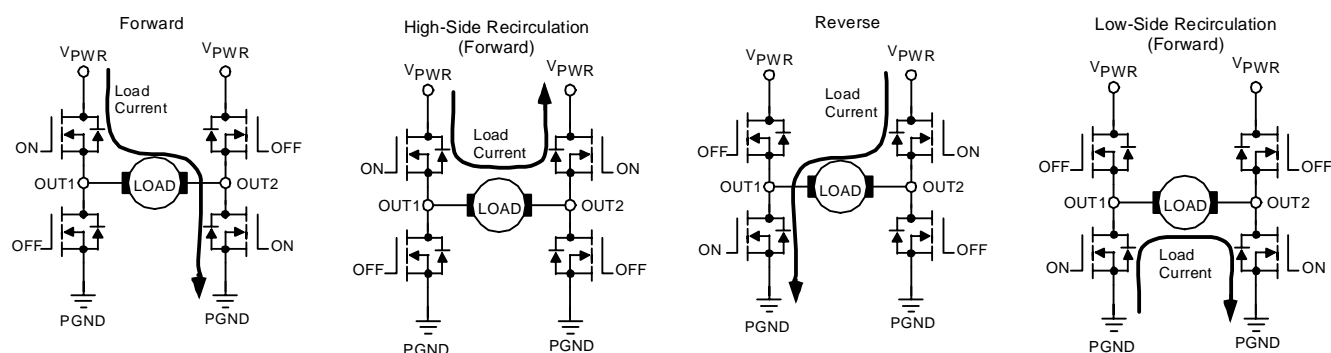 Forward
VPWR
VPWR
Load
Current
ON
OFF
OUT1
LOAD
OUT2
OFF
ON
PGND
PGND
High-Side Recirculation
(Forward)
VPWR
VPWR
Load
Current
ON
ON
OUT1
LOAD
OUT2
OFF
OFF
PGND
PGND
Reverse
VPWR
VPWR
Load
Current
OFF
ON
OUT1
LOAD
OUT2
ON
OFF
PGND
PGND
Low-Side Recirculation
(Forward)
VPWR
VPWR
OFF
OFF
OUT1
LOAD
OUT2
Load
Current
ON
ON
PGND
PGND